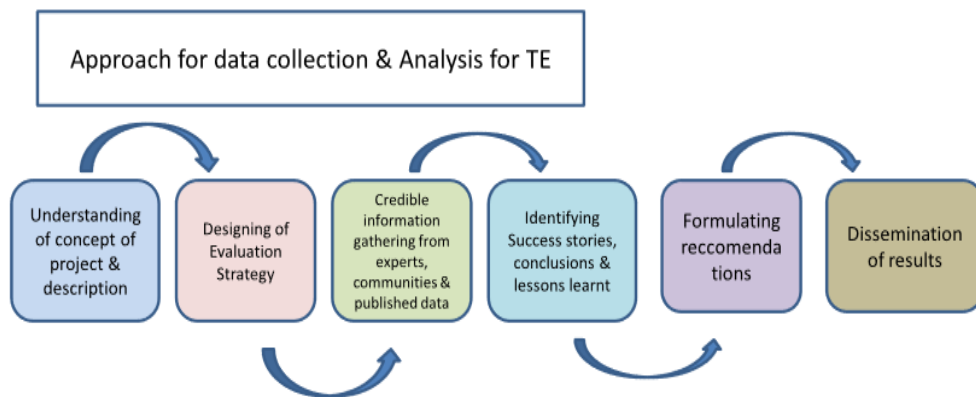 Approach for data collection & Analysis for TE
Understanding
of concept of
project &
description
Designing of
Evaluation
Strategy
Credible
information
gathering from
experts,
communities &
published data
Identifying
Success stories,
conclusions &
lessons learnt
Formulating
reccomenda
tions
Dissemination
of results